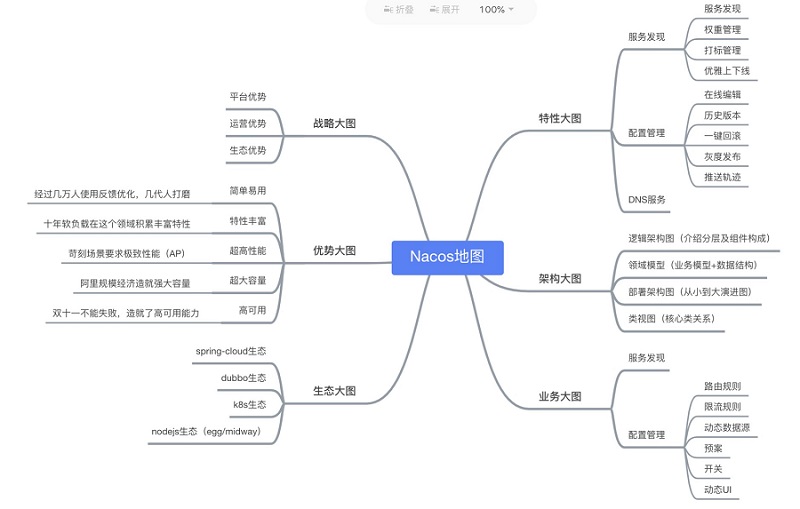 折叠
展开
100%
Nacos地图
战略大图
平台优势
运营优势
生态优势
优势大图
简单易用
经过几万人使用反馈优化，几代人打磨
特性丰富
十年软负载在这个领域积累丰富特性
超高性能
苛刻场景要求极致性能（AP）
超大容量
阿里规模经济造就强大容量
高可用
双十一不能失败，造就了高可用能力
生态大图
spring-cloud生态
dubbo生态
k8s生态
nodejs生态（egg/midway）
特性大图
服务发现
服务发现
权重管理
打标管理
优雅上下线
配置管理
在线编辑
历史版本
一键回滚
灰度发布
推送轨迹
DNS服务
架构大图
逻辑架构图（介绍分层及组件构成）
领域模型（业务模型+数据结构）
部署架构图（从小到大演进图）
类视图（核心类关系）
业务大图
服务发现
配置管理
路由规则
限流规则
动态数据源
预案
开关
动态UI